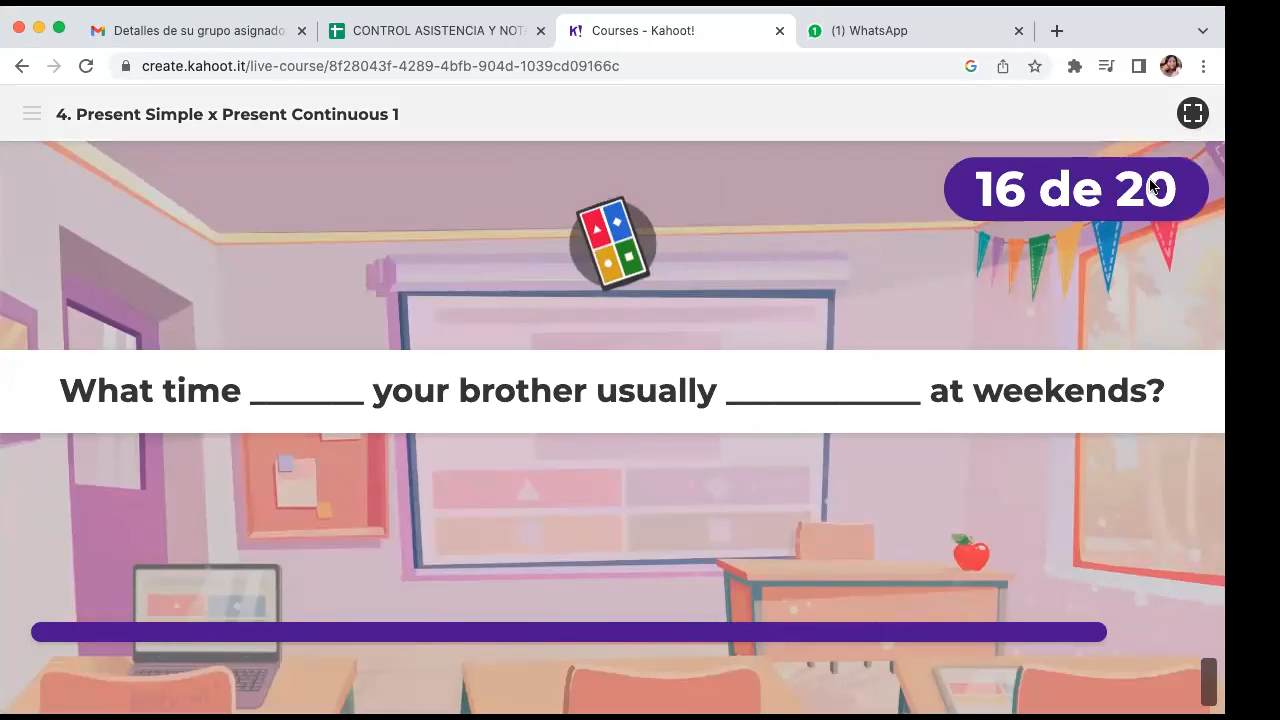 Detalles de su grupo asignado
CONTROL ASISTENCIA Y NOTA
K! Courses - Kahoot!
1 (1) WhatsApp
create.kahoot.it/live-course/8f28043f-4289-4bfb-904d-1039cd09166c
4. Present Simple x Present Continuous 1
16 de 20
What time _______ your brother usually ____________ at weekends?